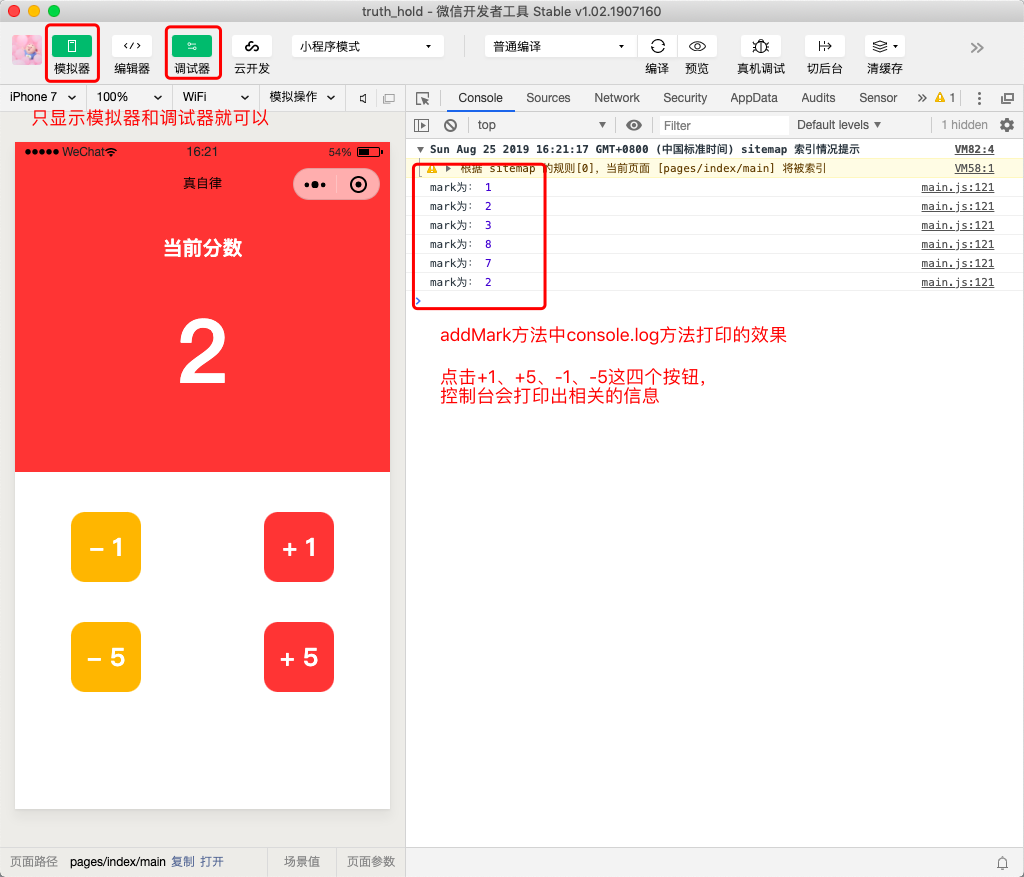 truth_hold - 微信开发者工具 Stable v1.02.1907160
模拟器 编辑器 调试器 云开发 小程序模式 普通编译 编译 预览 真机调试 切后台 清缓存
iPhone 7 100% WiFi 模拟操作
只显示模拟器和调试器就可以
WeChat 16:21 54%
真自律
当前分数
2
– 1 + 1
– 5 + 5
页面路径 pages/index/main 复制 打开 场景值 页面参数
Console Sources Network Security AppData Audits Sensor 1
top Filter Default levels 1 hidden
Sun Aug 25 2019 16:21:17 GMT+0800 (中国标准时间) sitemap 索引情况提示 VM82:4
根据 sitemap 的规则[0]，当前页面 [pages/index/main] 将被索引 VM58:1
mark为： 1 main.js:121
mark为： 2 main.js:121
mark为： 3 main.js:121
mark为： 8 main.js:121
mark为： 7 main.js:121
mark为： 2 main.js:121
addMark方法中console.log方法打印的效果
点击+1、+5、-1、-5这四个按钮，
控制台会打印出相关的信息